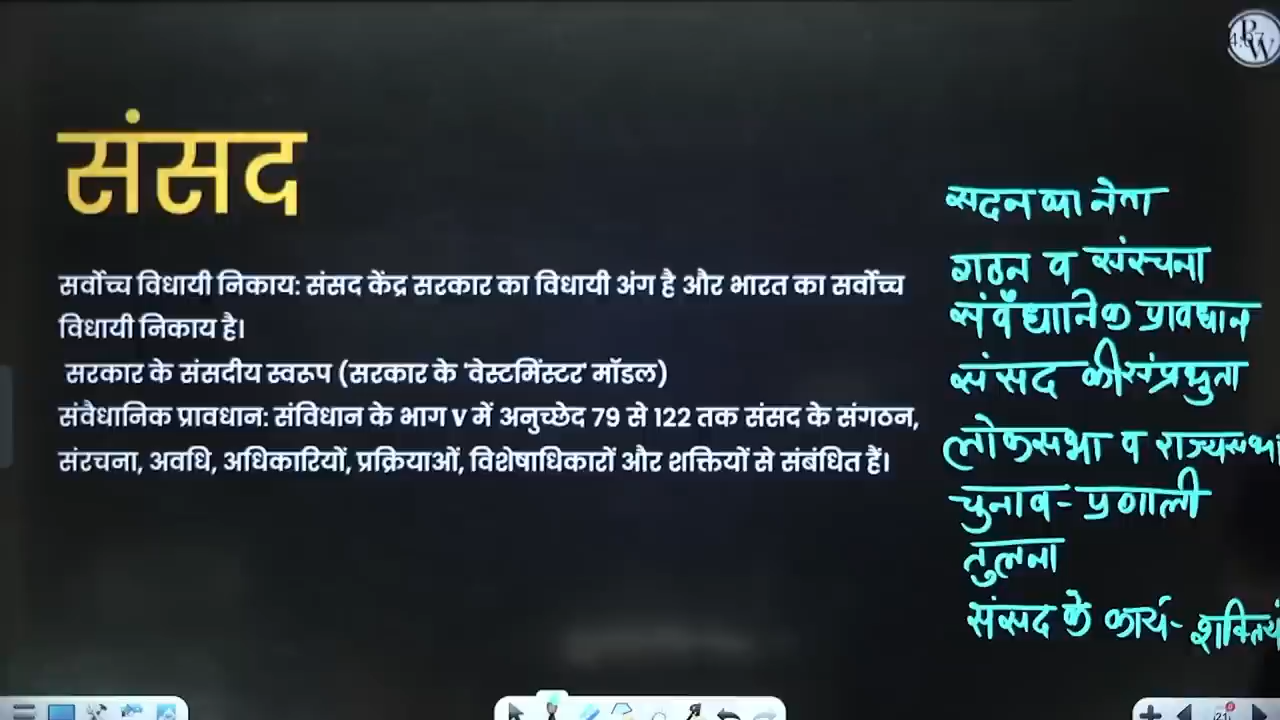 संसद
सर्वोच्च विधायी निकाय: संसद केंद्र सरकार का विधायी अंग है और भारत का सर्वोच्च
विधायी निकाय है।
सरकार के संसदीय स्वरूप (सरकार के 'वेस्टमिंस्टर' मॉडल)
संवैधानिक प्रावधान: संविधान के भाग V में अनुच्छेद 79 से 122 तक संसद के संगठन,
संरचना, अवधि, अधिकारियों, प्रक्रियाओं, विशेषाधिकारों और शक्तियों से संबंधित हैं।
सदन का नेता
गठन व संरचना
संवैधानिक प्रावधान
संसद की संप्रभुता
लोकसभा व राज्यसभा
चुनाव - प्रणाली
तुलना
संसद के कार्य - शक्तियां
PW
21